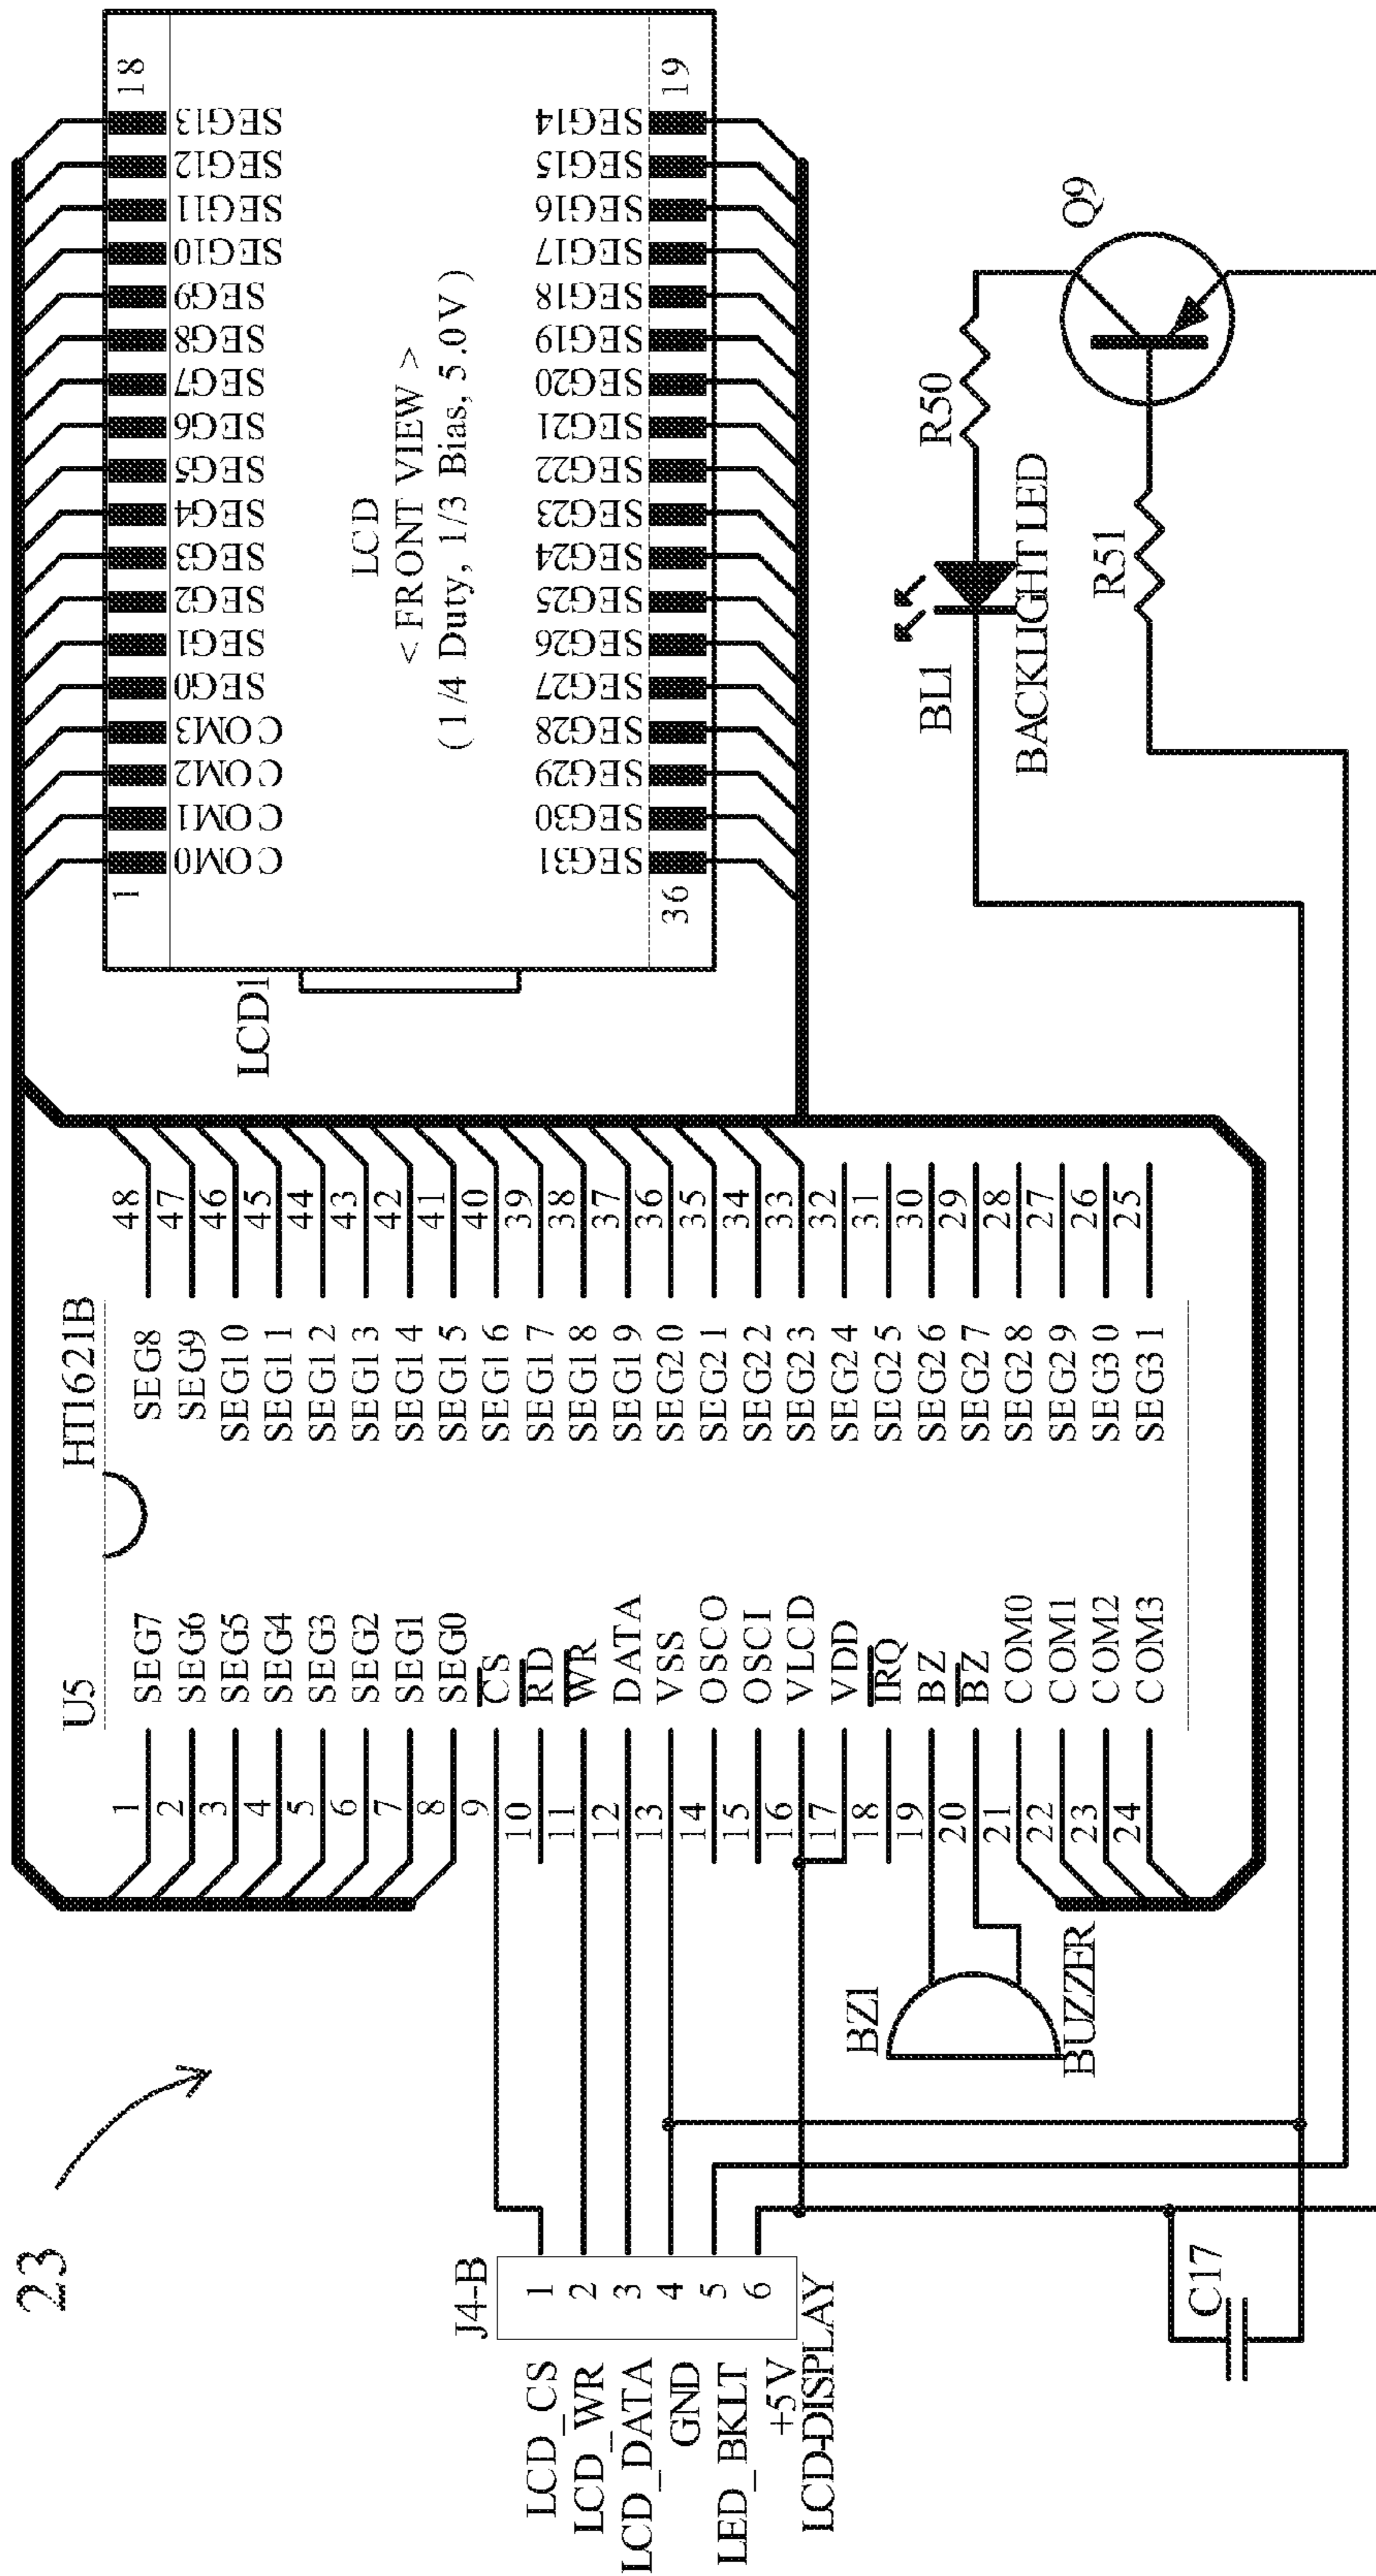 23
U5
HT1621B
1
SEG7
2
SEG6
3
SEG5
4
SEG4
5
SEG3
6
SEG2
7
SEG1
8
SEG0
9
CS
10
RD
11
WR
12
DATA
13
VSS
14
OSCO
15
OSCI
16
VLCD
17
VDD
18
IRQ
19
BZ
20
BZ
21
COM0
22
COM1
23
COM2
24
COM3
SEG8
48
SEG9
47
SEG10
46
SEG11
45
SEG12
44
SEG13
43
SEG14
42
SEG15
41
SEG16
40
SEG17
39
SEG18
38
SEG19
37
SEG20
36
SEG21
35
SEG22
34
SEG23
33
SEG24
32
SEG25
31
SEG26
30
SEG27
29
SEG28
28
SEG29
27
SEG30
26
SEG31
25
J4-B
LCD_CS
1
LCD_WR
2
LCD_DATA
3
GND
4
LED_BKLT
5
+5V
6
LCD-DISPLAY
BZ1
BUZZER
C17
LCD1
1
18
COM0
COM1
COM2
COM3
SEG0
SEG1
SEG2
SEG3
SEG4
SEG5
SEG6
SEG7
SEG8
SEG9
SEG10
SEG11
SEG12
SEG13
LCD
< FRONT VIEW >
( 1/4 Duty, 1/3 Bias, 5.0V )
SEG31
SEG30
SEG29
SEG28
SEG27
SEG26
SEG25
SEG24
SEG23
SEG22
SEG21
SEG20
SEG19
SEG18
SEG17
SEG16
SEG15
SEG14
36
19
BL1
R50
BACKLIGHT LED
R51
Q9